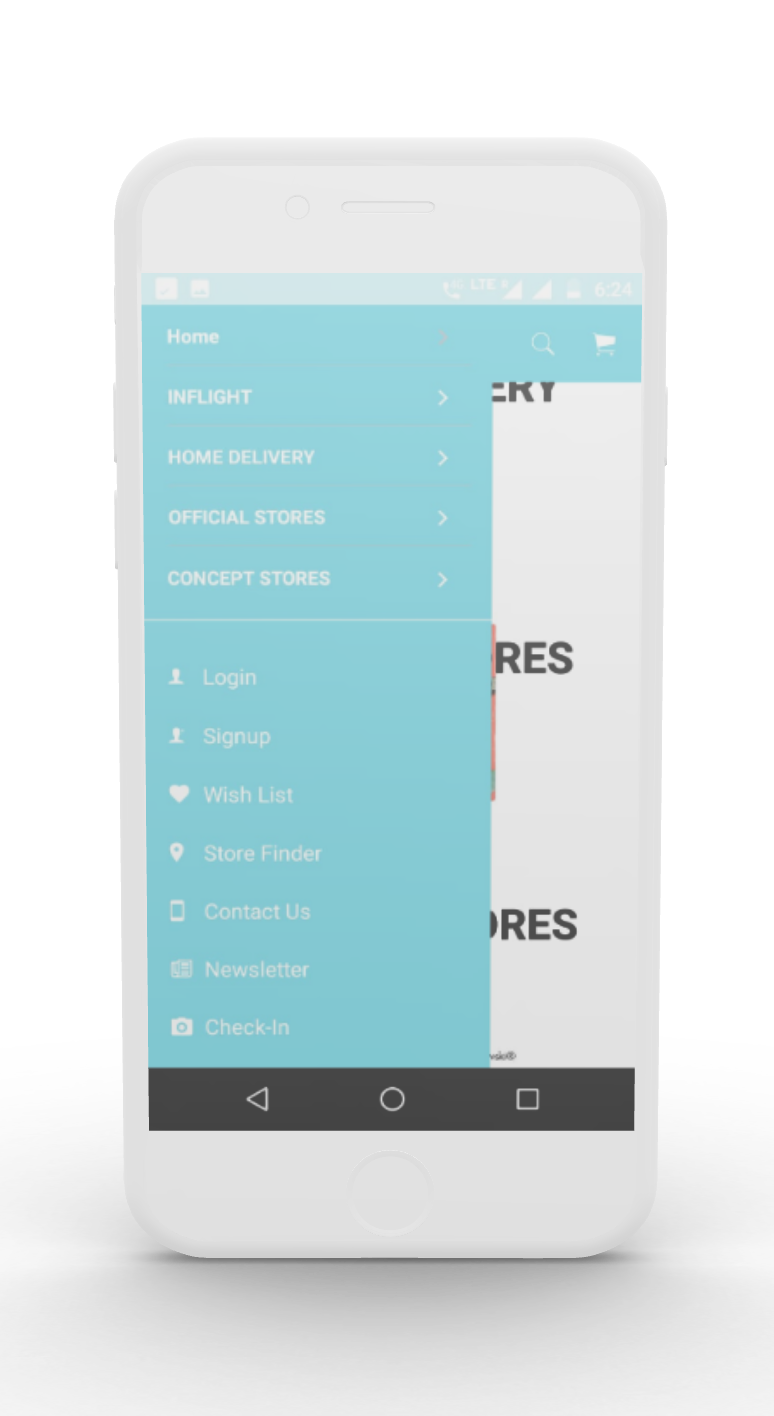 LTE 6:24
Home
ERY
INFLIGHT
HOME DELIVERY
OFFICIAL STORES
CONCEPT STORES
RES
Login
Signup
Wish List
Store Finder
Contact Us
ORES
Newsletter
Check-In